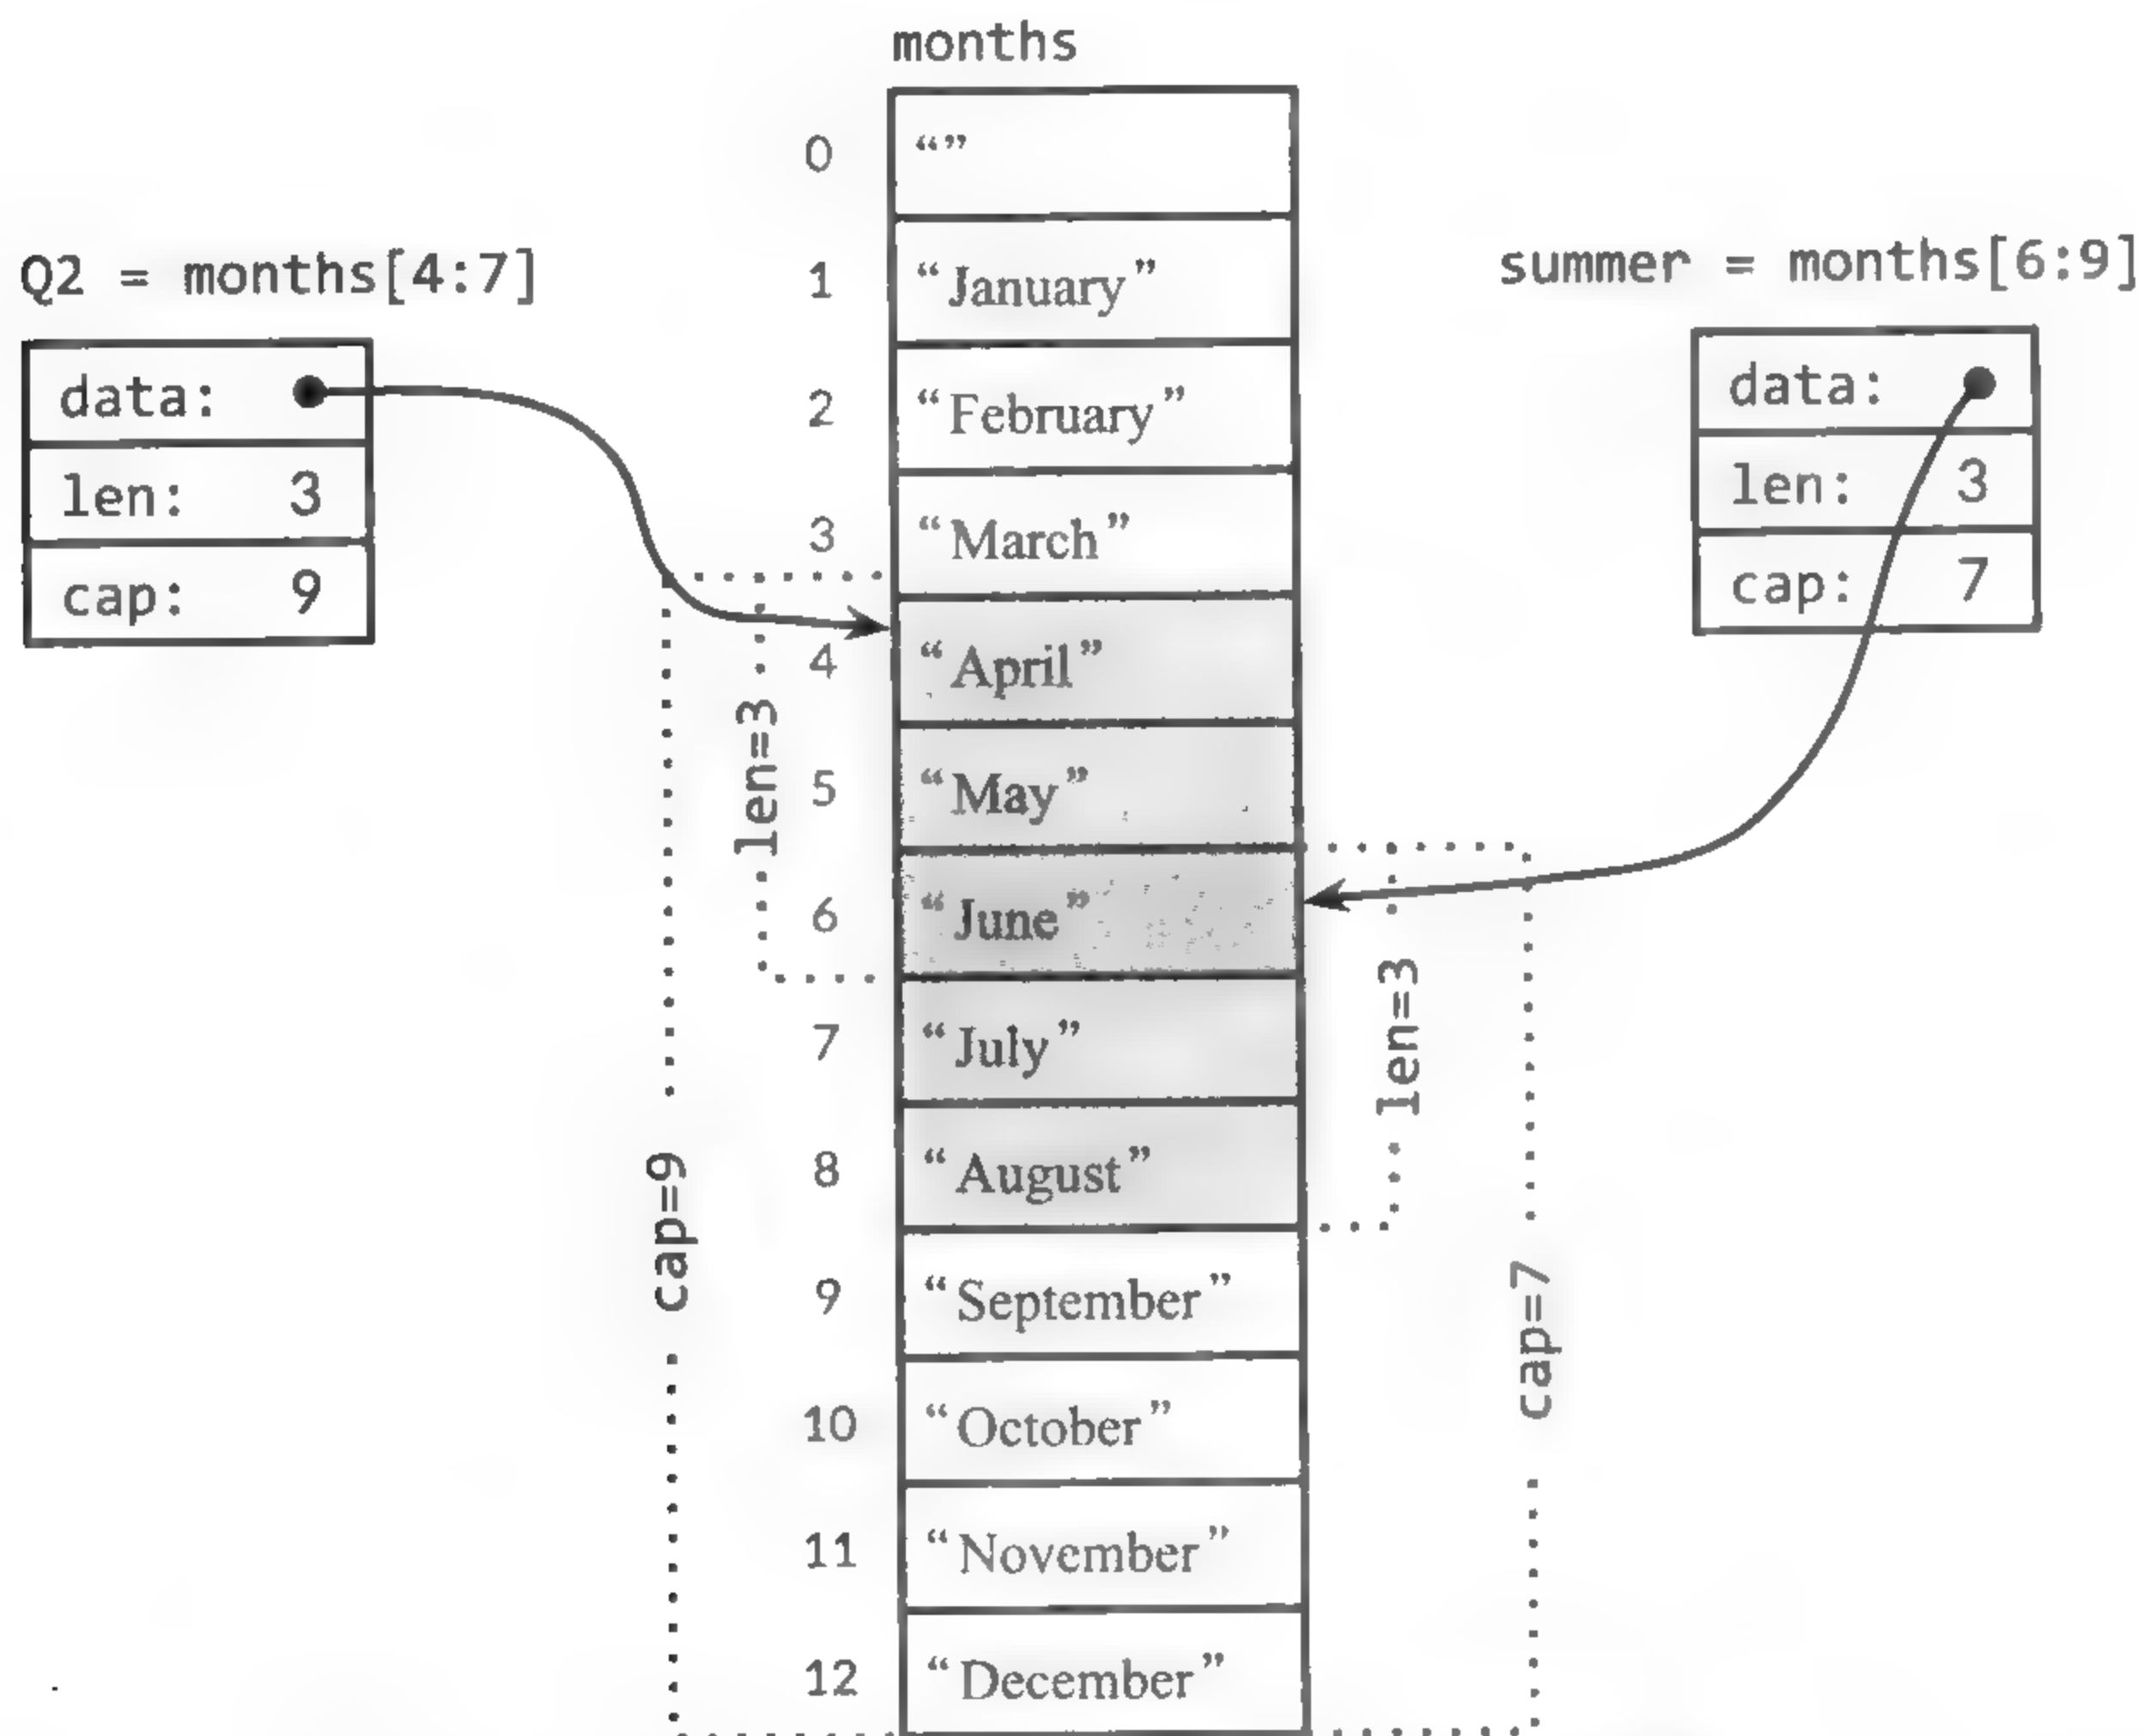 months
0 “”
Q2 = months[4:7]
summer = months[6:9]
1 “January”
data:
data:
2 “February”
len: 3
len: 3
3 “March”
cap: 9
cap: 7
4 “April”
len=3
5 “May”
6 “June”
7 “July”
len=3
8 “August”
cap=9
9 “September”
cap=7
10 “October”
11 “November”
12 “December”